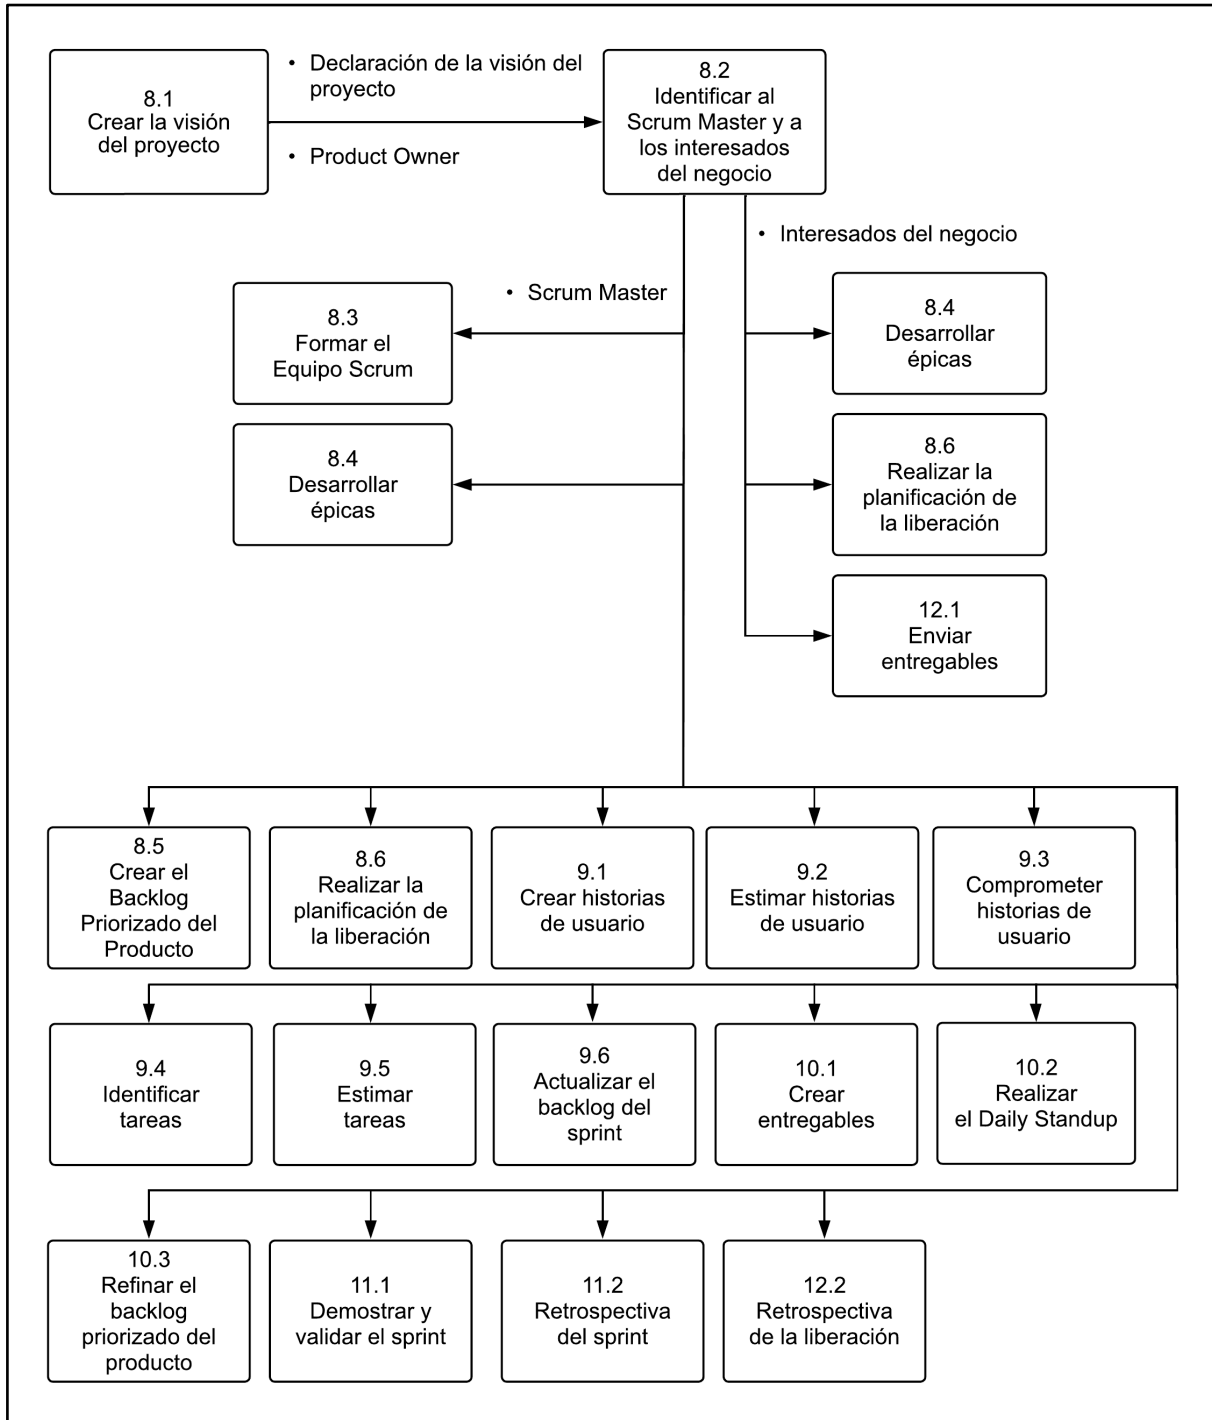 8.1
Crear la visión
del proyecto
• Declaración de la visión del
proyecto
• Product Owner
8.2
Identificar al
Scrum Master y a
los interesados
del negocio
• Interesados del negocio
• Scrum Master
8.3
Formar el
Equipo Scrum
8.4
Desarrollar
épicas
8.4
Desarrollar
épicas
8.6
Realizar la
planificación de
la liberación
12.1
Enviar
entregables
8.5
Crear el
Backlog
Priorizado del
Producto
8.6
Realizar la
planificación de
la liberación
9.1
Crear historias
de usuario
9.2
Estimar historias
de usuario
9.3
Comprometer
historias de
usuario
9.4
Identificar
tareas
9.5
Estimar
tareas
9.6
Actualizar el
backlog del
sprint
10.1
Crear
entregables
10.2
Realizar
el Daily Standup
10.3
Refinar el
backlog
priorizado del
producto
11.1
Demostrar y
validar el sprint
11.2
Retrospectiva
del sprint
12.2
Retrospectiva
de la liberación